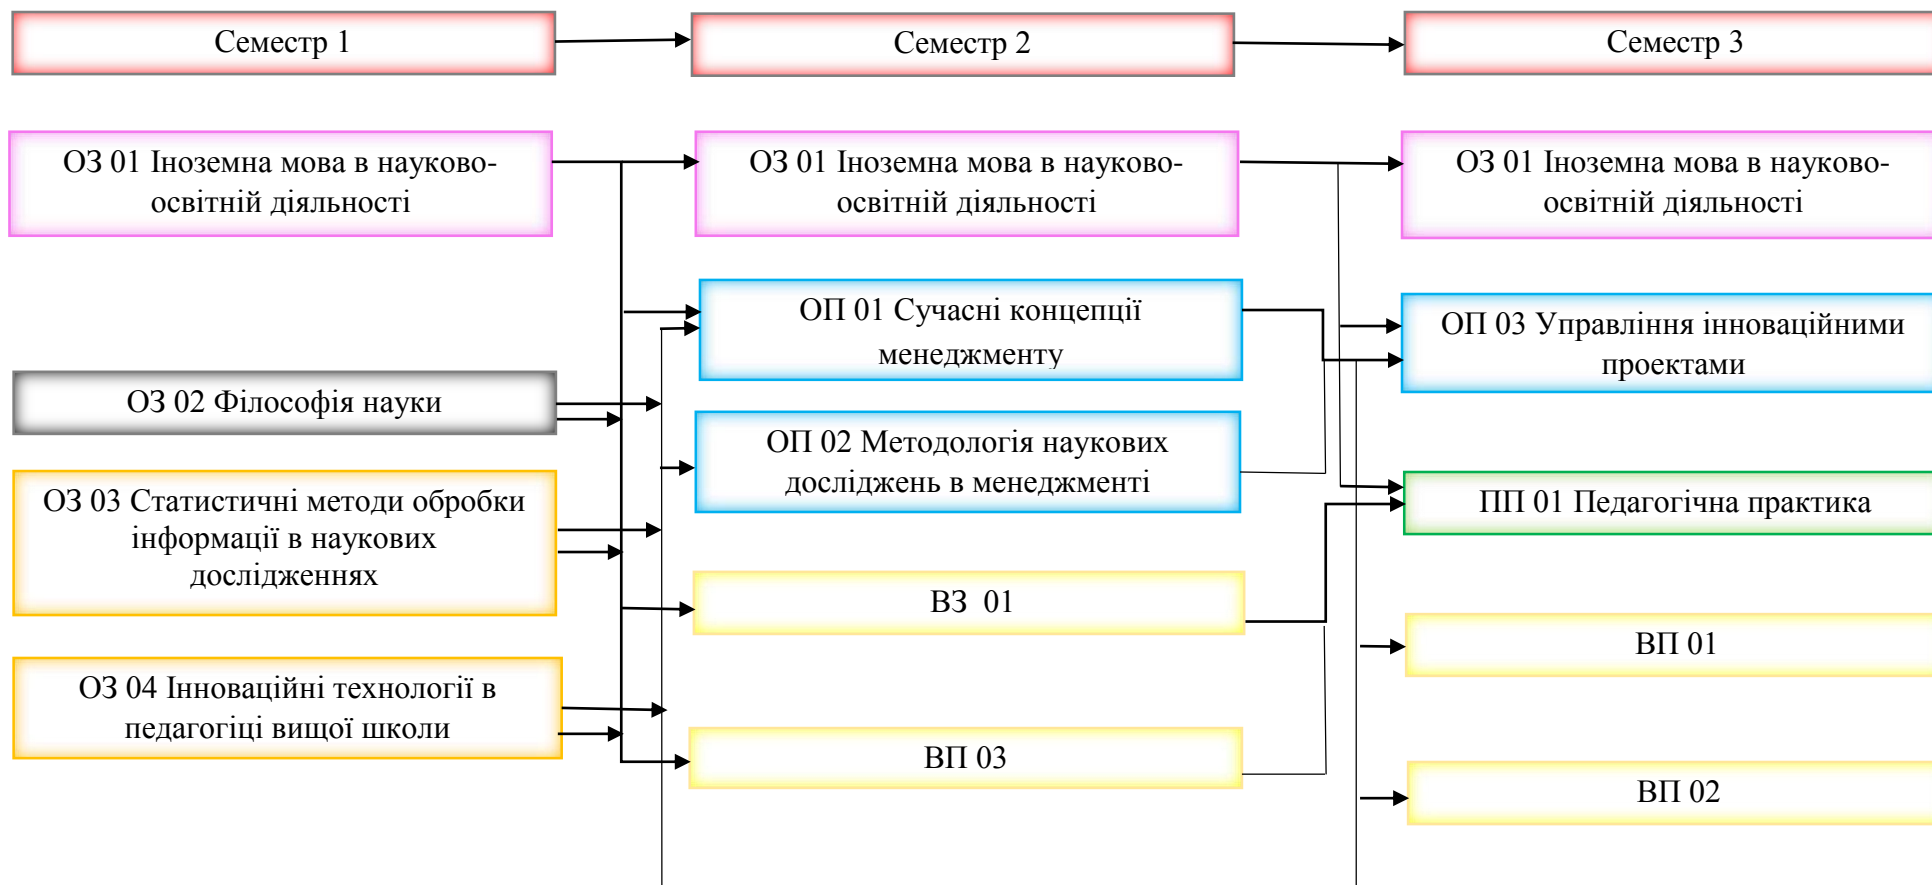 Семестр 1
Семестр 2
Семестр 3
ОЗ 01 Іноземна мова в науково-
освітній діяльності
ОЗ 01 Іноземна мова в науково-
освітній діяльності
ОЗ 01 Іноземна мова в науково-
освітній діяльності
ОП 01 Сучасні концепції
менеджменту
ОП 03 Управління інноваційними
проектами
ОЗ 02 Філософія науки
ОП 02 Методологія наукових
досліджень в менеджменті
ОЗ 03 Статистичні методи обробки
інформації в наукових
дослідженнях
ПП 01 Педагогічна практика
ВЗ 01
ВП 01
ОЗ 04 Інноваційні технології в
педагогіці вищої школи
ВП 03
ВП 02